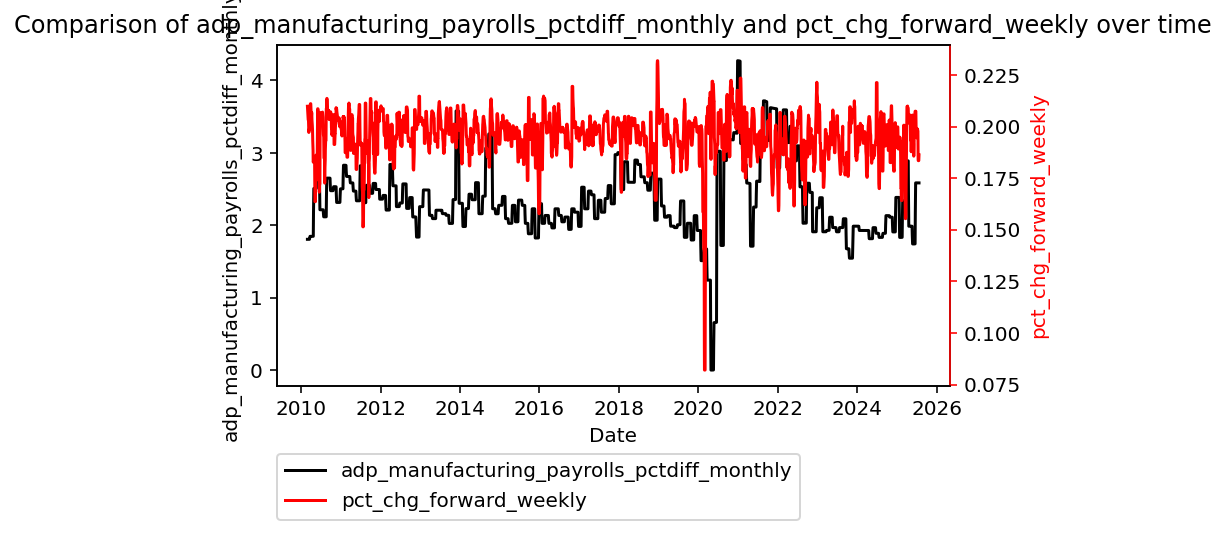 Comparison of adp_manufacturing_payrolls_pctdiff_monthly and pct_chg_forward_weekly over time
adp_manufacturing_payrolls_pctdiff_monthly
4
3
2
1
0
0.225
0.200
0.175
0.150
0.125
0.100
0.075
pct_chg_forward_weekly
2010 2012 2014 2016 2018 2020 2022 2024 2026
Date
adp_manufacturing_payrolls_pctdiff_monthly
pct_chg_forward_weekly